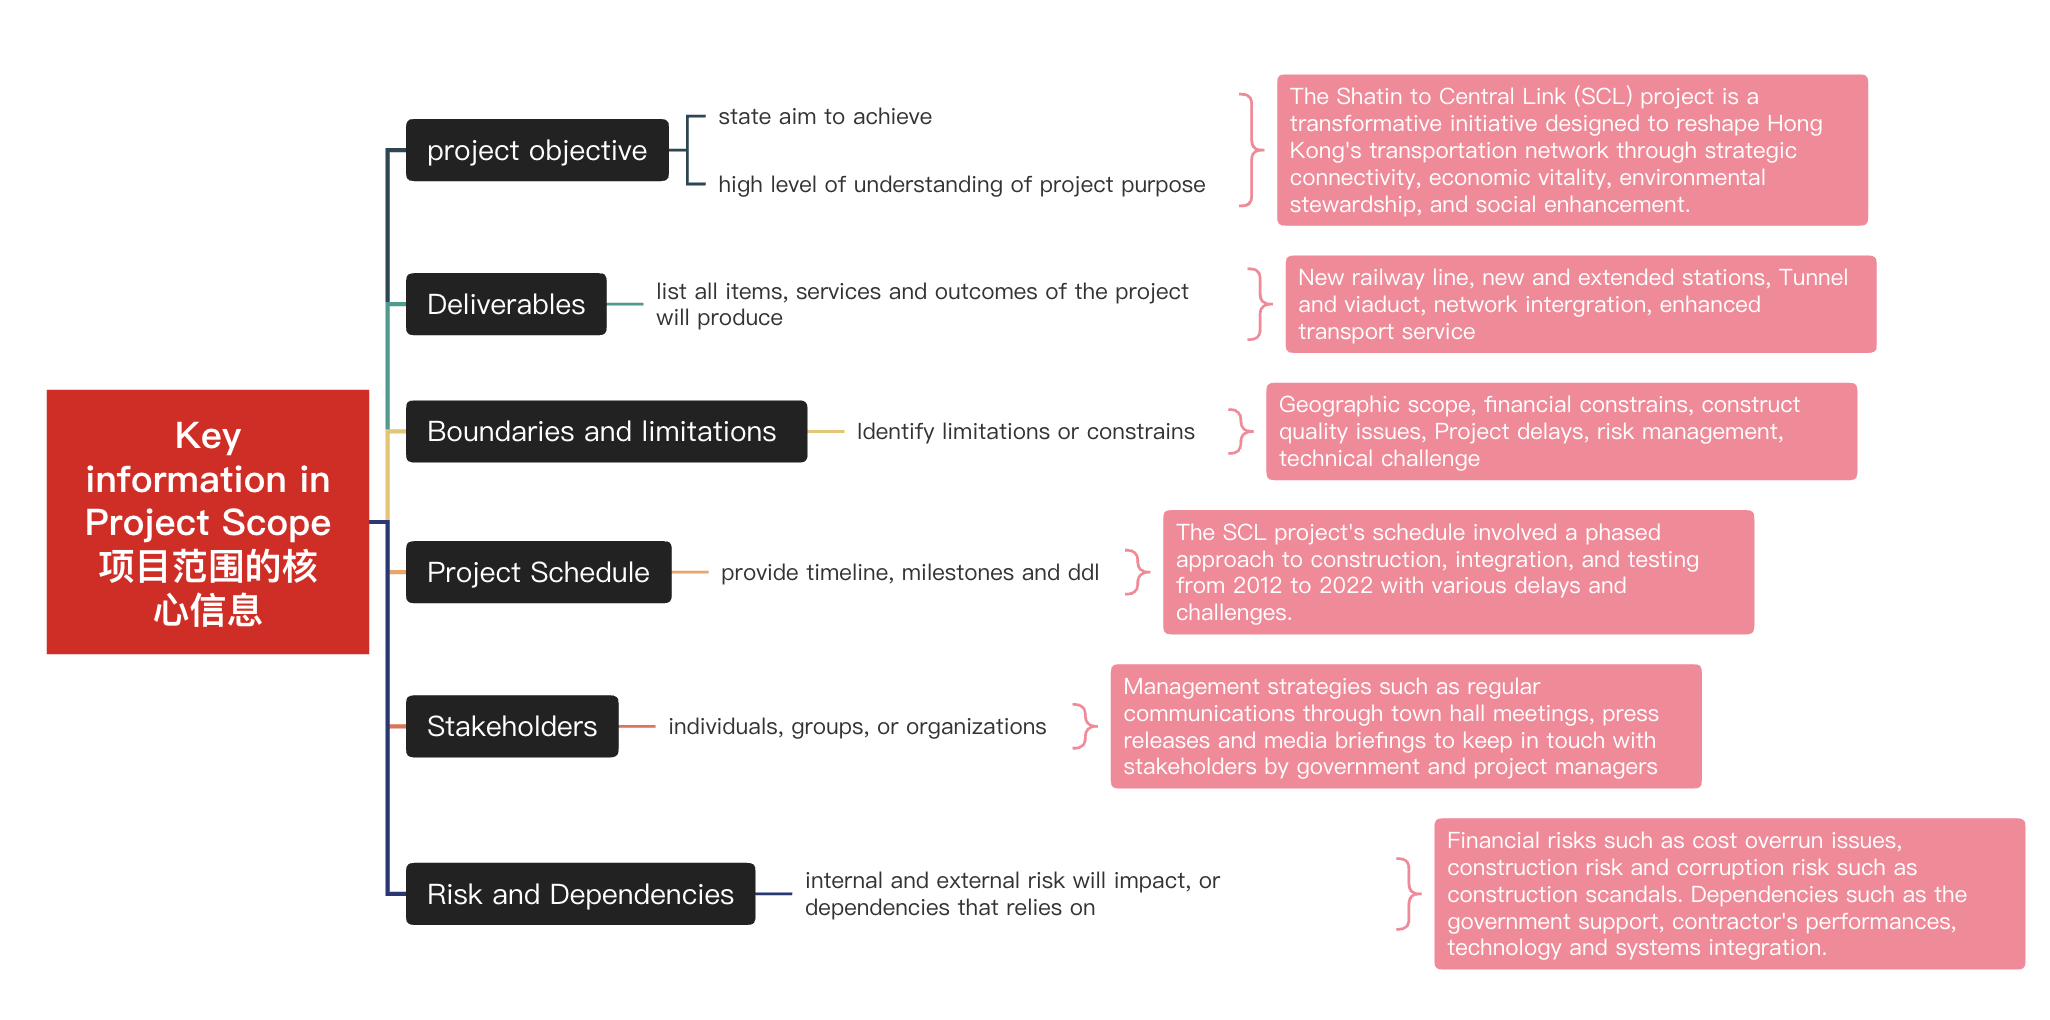 Key
information in
Project Scope
项目范围的核
心信息
project objective
state aim to achieve
high level of understanding of project purpose
The Shatin to Central Link (SCL) project is a
transformative initiative designed to reshape Hong
Kong's transportation network through strategic
connectivity, economic vitality, environmental
stewardship, and social enhancement.
Deliverables
list all items, services and outcomes of the project
will produce
New railway line, new and extended stations, Tunnel
and viaduct, network intergration, enhanced
transport service
Boundaries and limitations
Identify limitations or constrains
Geographic scope, financial constrains, construct
quality issues, Project delays, risk management,
technical challenge
Project Schedule
provide timeline, milestones and ddl
The SCL project's schedule involved a phased
approach to construction, integration, and testing
from 2012 to 2022 with various delays and
challenges.
Stakeholders
individuals, groups, or organizations
Management strategies such as regular
communications through town hall meetings, press
releases and media briefings to keep in touch with
stakeholders by government and project managers
Risk and Dependencies
internal and external risk will impact, or
dependencies that relies on
Financial risks such as cost overrun issues,
construction risk and corruption risk such as
construction scandals. Dependencies such as the
government support, contractor's performances,
technology and systems integration.